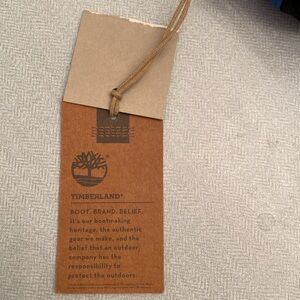 TIMBERLAND®
BOOT. BRAND. BELIEF.
It's our bootmaking
heritage, the authentic
gear we make, and the
belief that an outdoor
company has the
responsibility to
protect the outdoors.